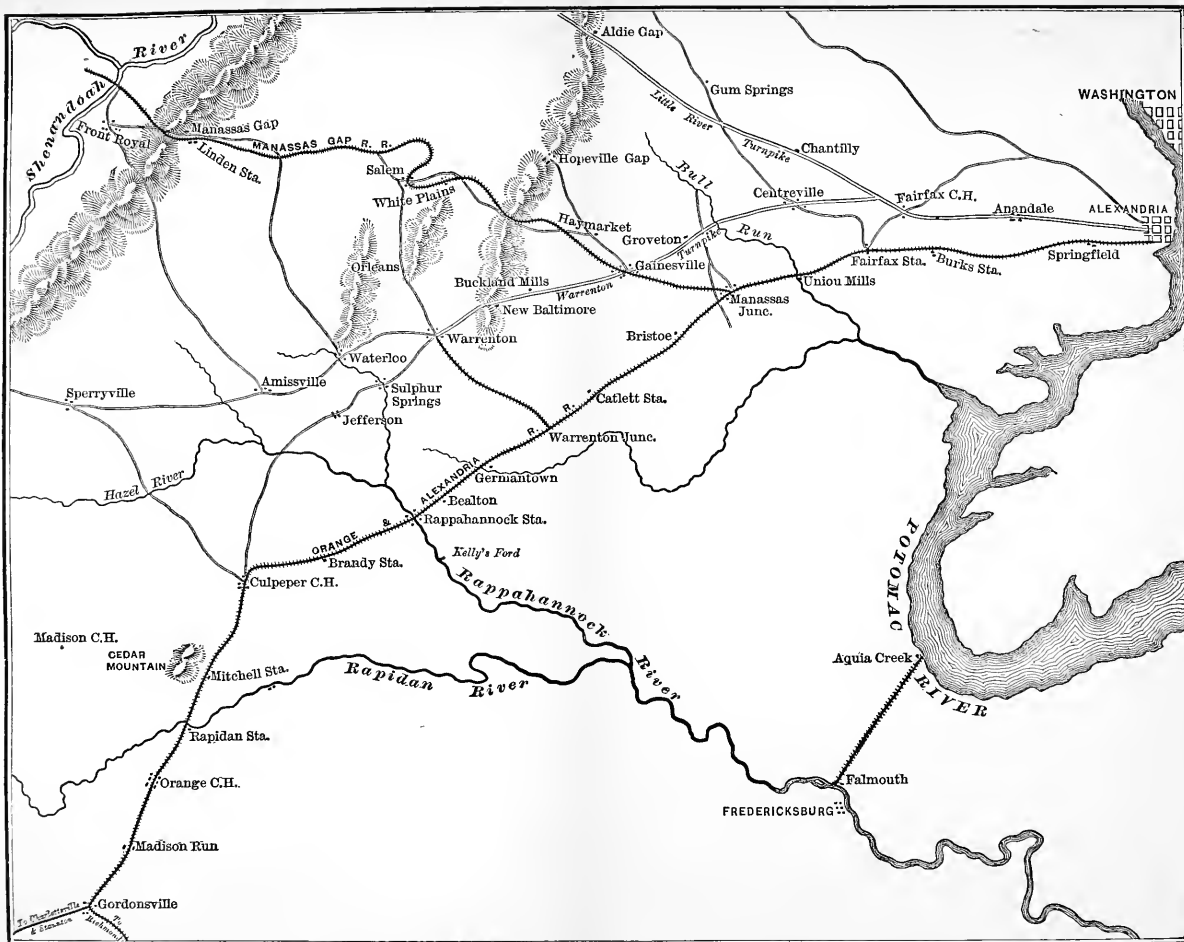 Shenandoah River
Aldie Gap
Gum Springs
WASHINGTON
Little River Turnpike
Front Royal
Manassas Gap
Linden Sta.
MANASSAS GAP R. R.
Hopeville Gap
Chantilly
Salem
White Plains
Bull Run
Centreville
Fairfax C.H.
Anandale
ALEXANDRIA
Haymarket
Groveton
Turnpike
Orleans
Gainesville
Fairfax Sta.
Burks Sta.
Springfield
Buckland Mills
Warrenton
Uniou Mills
New Baltimore
Manassas
Junc.
Bristoe
Warrenton
Waterloo
Sperryville
Amissville
Sulphur
Springs
Catlett Sta.
Jefferson
Warrenton Junc.
Hazel River
Germantown
ORANGE & ALEXANDRIA R. R.
Bealton
Rappahannock Sta.
Kelly's Ford
Brandy Sta.
Culpeper C.H.
Rappahannock River
POTOMAC RIVER
Madison C.H.
CEDAR
MOUNTAIN
Mitchell Sta.
Rapidan River
Aquia Creek
Rapidan Sta.
Orange C.H.
Falmouth
FREDERICKSBURG
Madison Run
Gordonsville
To Charlottsville
& Staunton
To
Richmond